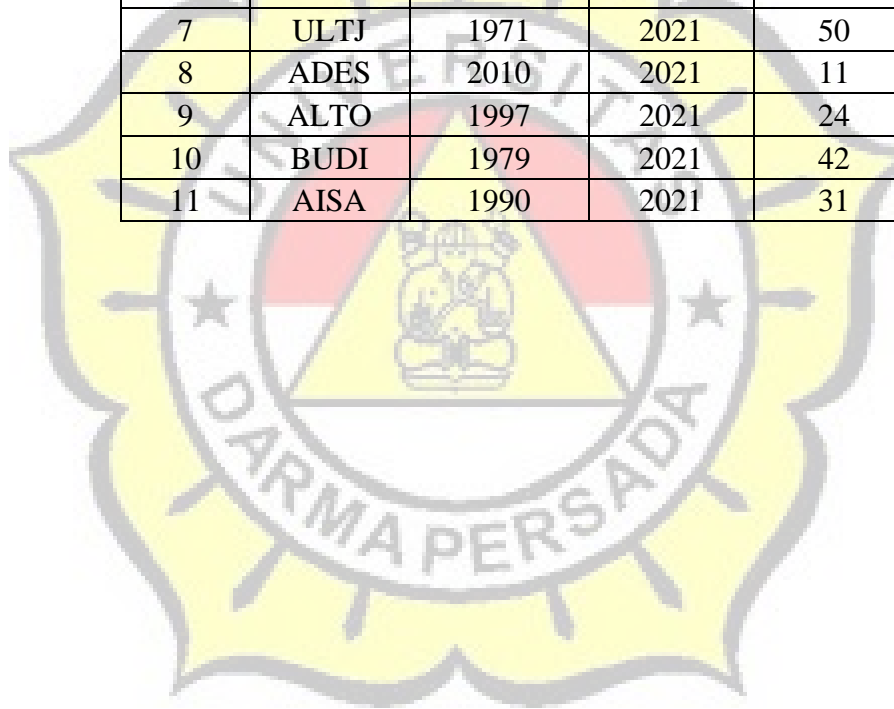 7 ULTJ 1971 2021 50
8 ADES 2010 2021 11
9 ALTO 1997 2021 24
10 BUDI 1979 2021 42
11 AISA 1990 2021 31
UNIVERSITAS
DARMA PERSADA